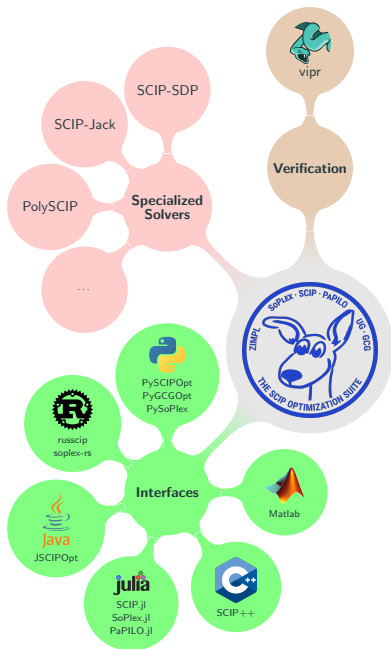 vipr
SCIP-SDP
SCIP-Jack
Verification
PolySCIP
Specialized
Solvers
...
ZIMPL SoPlex · SCIP · PAPILO UG · GCG
THE SCIP OPTIMIZATION SUITE
PySCIPOpt
PyGCGOpt
PySoPlex
R
russcip
soplex-rs
Interfaces
Matlab
Java
JSCIPOpt
julia
SCIP.jl
SoPlex.jl
PaPILO.jl
C++
SCIP++